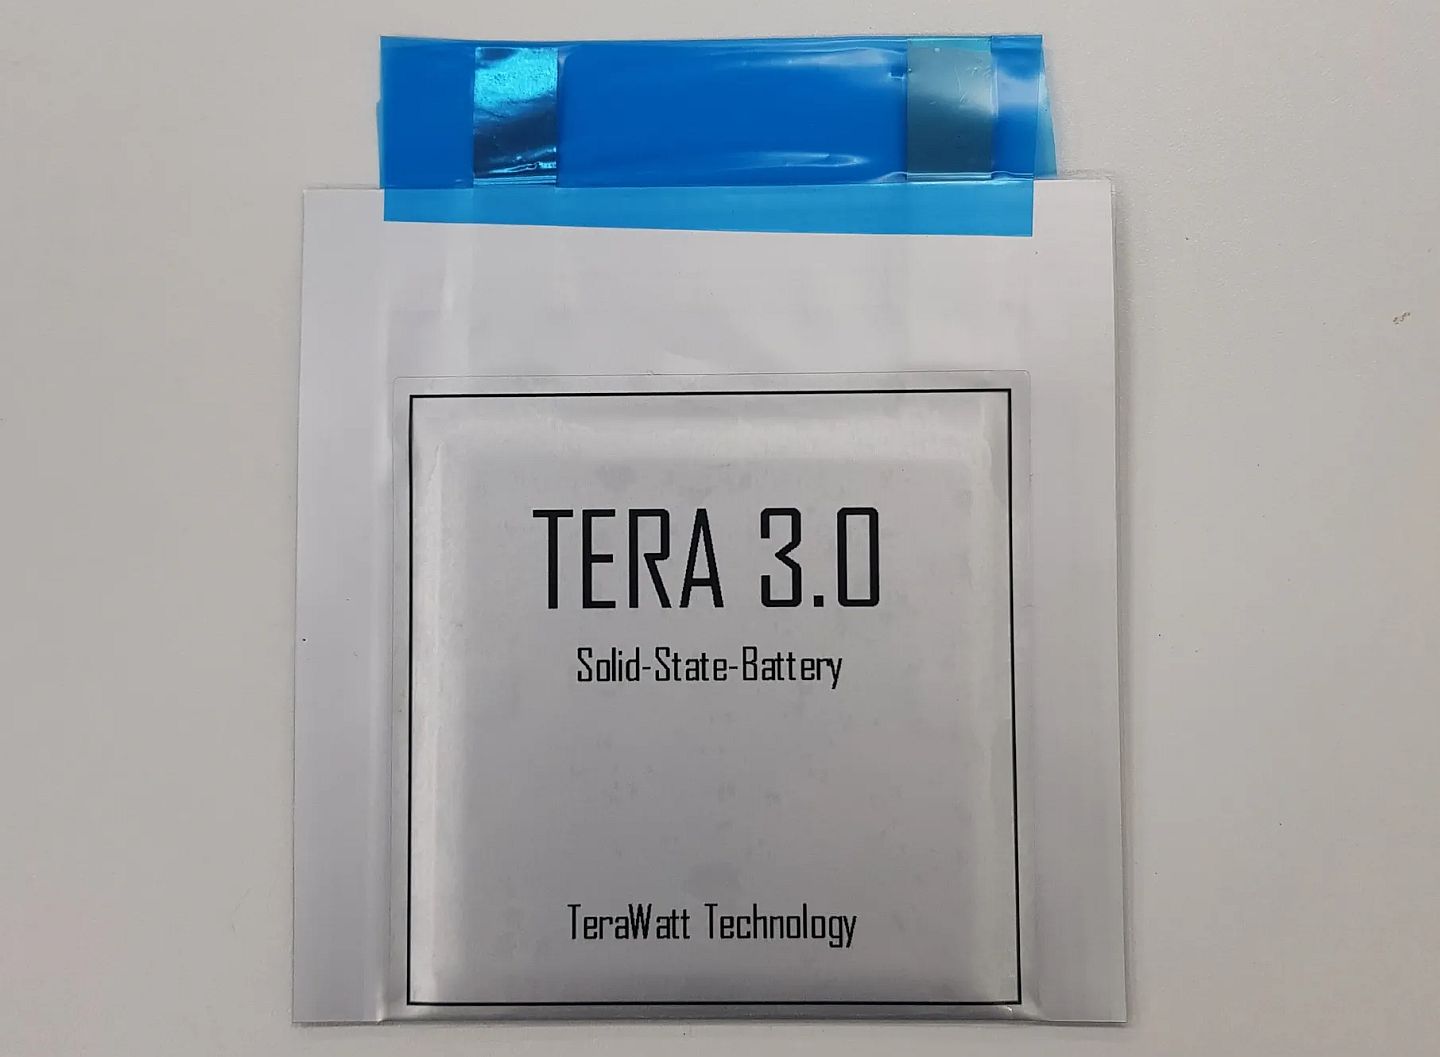 TERA 3.0
Solid-State-Battery
TeraWatt Technology